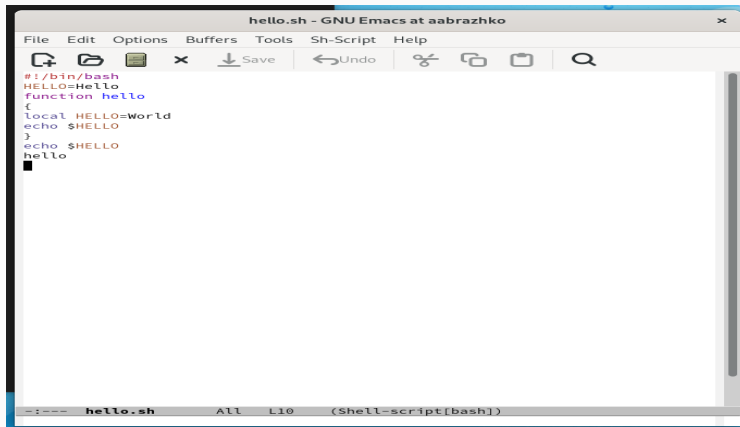 hello.sh - GNU Emacs at aabrazhko
File Edit Options Buffers Tools Sh-Script Help
Save Undo
#!/bin/bash
HELLO=Hello
function hello
{
local HELLO=World
echo $HELLO
}
echo $HELLO
hello
-:--- hello.sh All L10 (Shell-script[bash])